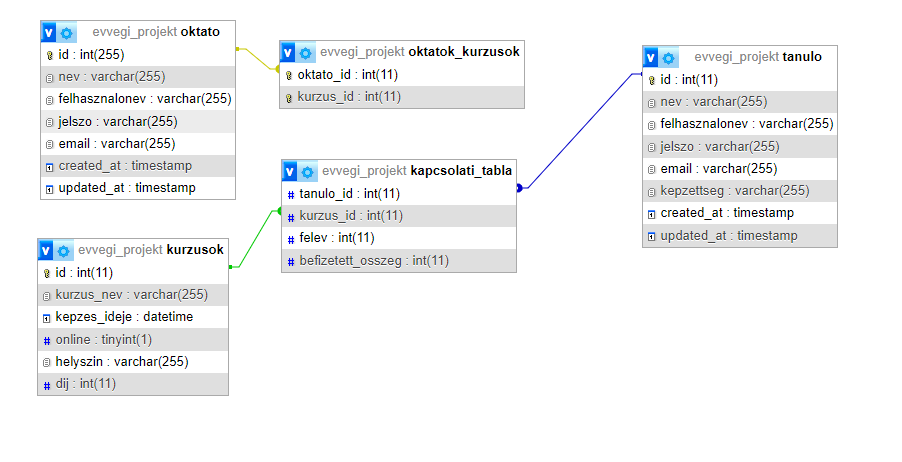 v evvegi_projekt oktato
id : int(255)
nev : varchar(255)
felhasznalonev : varchar(255)
jelszo : varchar(255)
email : varchar(255)
created_at : timestamp
updated_at : timestamp
v evvegi_projekt oktatok_kurzusok
oktato_id : int(11)
kurzus_id : int(11)
v evvegi_projekt tanulo
id : int(11)
nev : varchar(255)
felhasznalonev : varchar(255)
jelszo : varchar(255)
email : varchar(255)
kepzettseg : varchar(255)
created_at : timestamp
updated_at : timestamp
v evvegi_projekt kapcsolati_tabla
# tanulo_id : int(11)
# kurzus_id : int(11)
# felev : int(11)
# befizetett_osszeg : int(11)
v evvegi_projekt kurzusok
id : int(11)
kurzus_nev : varchar(255)
kepzes_ideje : datetime
# online : tinyint(1)
helyszin : varchar(255)
# dij : int(11)